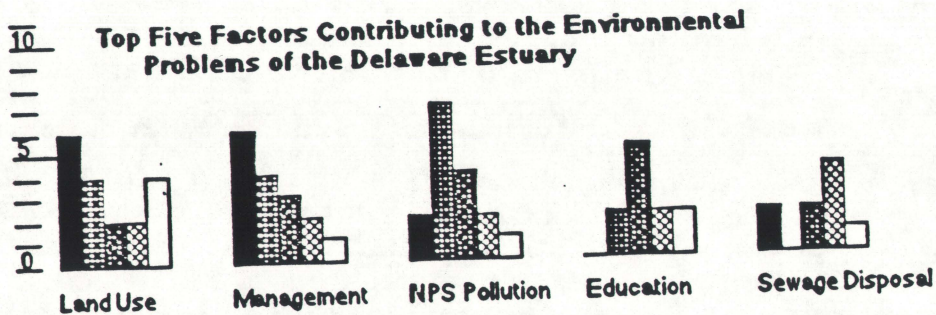 Top Five Factors Contributing to the Environmental
Problems of the Delaware Estuary
10
5
0
Land Use
Management
NPS Pollution
Education
Sewage Disposal